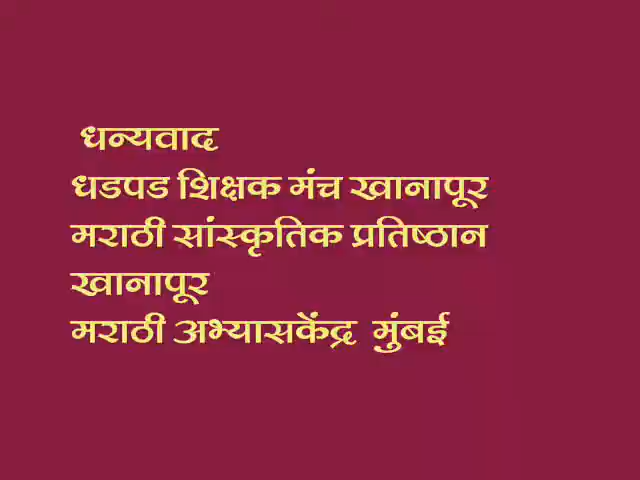 धन्यवाद
धडपड शिक्षक मंच खानापूर
मराठी सांस्कृतिक प्रतिष्ठान
खानापूर
मराठी अभ्यासकेंद्र मुंबई